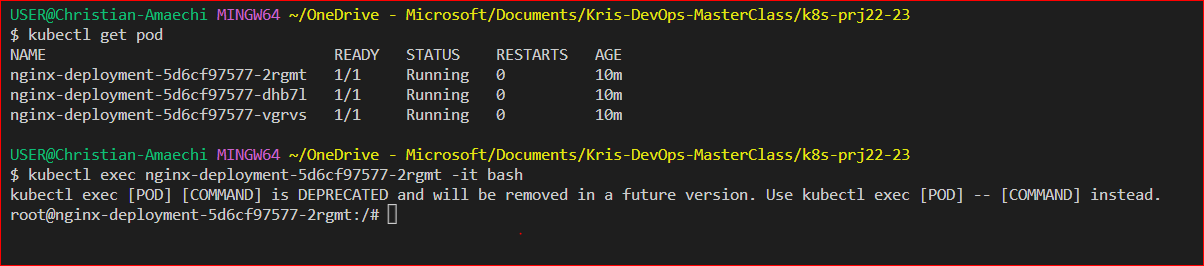 USER@Christian-Amaechi MINGW64 ~/OneDrive - Microsoft/Documents/Kris-DevOps-MasterClass/k8s-prj22-23
$ kubectl get pod
NAME                                READY   STATUS    RESTARTS   AGE
nginx-deployment-5d6cf97577-2rgmt   1/1     Running   0          10m
nginx-deployment-5d6cf97577-dhb7l   1/1     Running   0          10m
nginx-deployment-5d6cf97577-vgrvs   1/1     Running   0          10m
USER@Christian-Amaechi MINGW64 ~/OneDrive - Microsoft/Documents/Kris-DevOps-MasterClass/k8s-prj22-23
$ kubectl exec nginx-deployment-5d6cf97577-2rgmt -it bash
kubectl exec [POD] [COMMAND] is DEPRECATED and will be removed in a future version. Use kubectl exec [POD] -- [COMMAND] instead.
root@nginx-deployment-5d6cf97577-2rgmt:/#